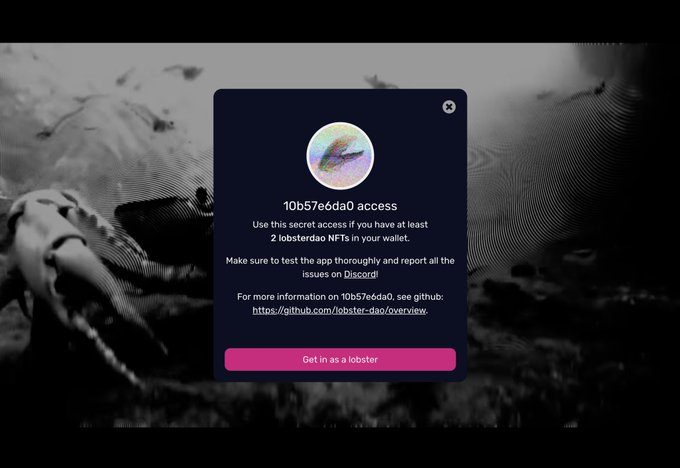 10b57e6da0 access
Use this secret access if you have at least
2 lobsterdao NFTs in your wallet.
Make sure to test the app thoroughly and report all the
issues on Discord!
For more information on 10b57e6da0, see github:
https://github.com/lobster-dao/overview.
Get in as a lobster